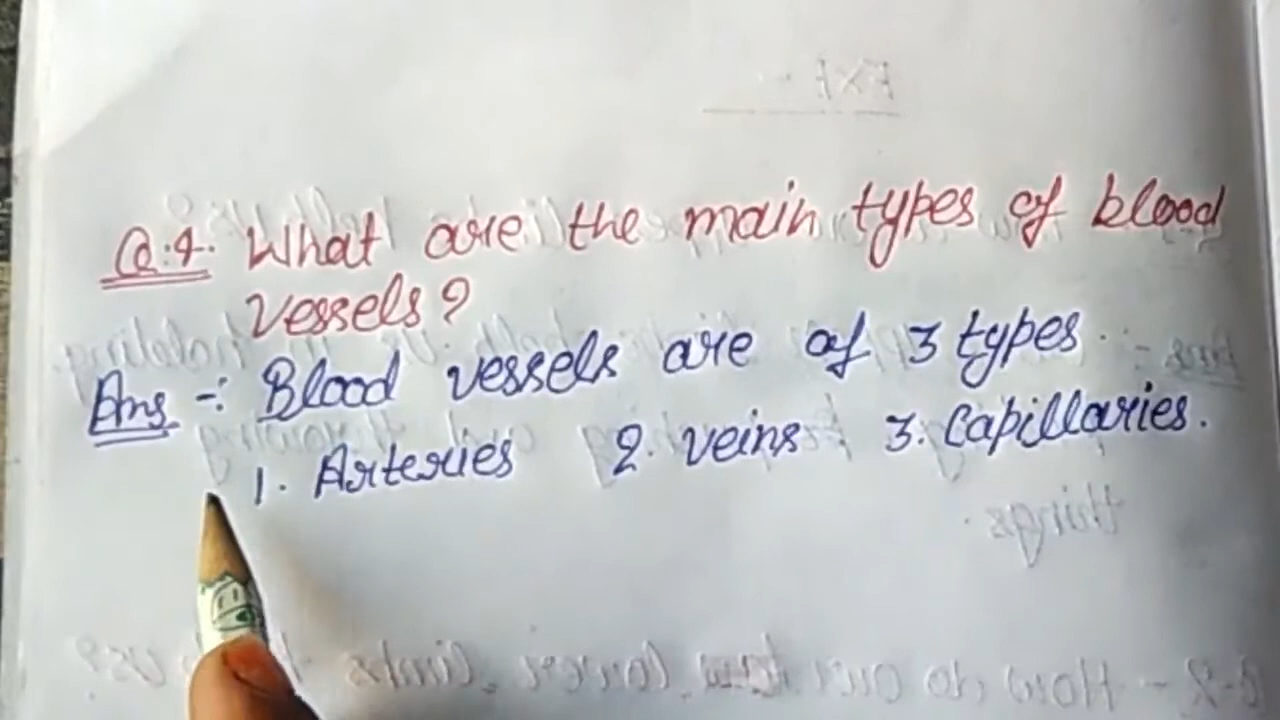 Q.4. What are the main types of blood
vessels?
Ans -: Blood vessels are of 3 types.
1. Arteries 2. veins 3. Capillaries.